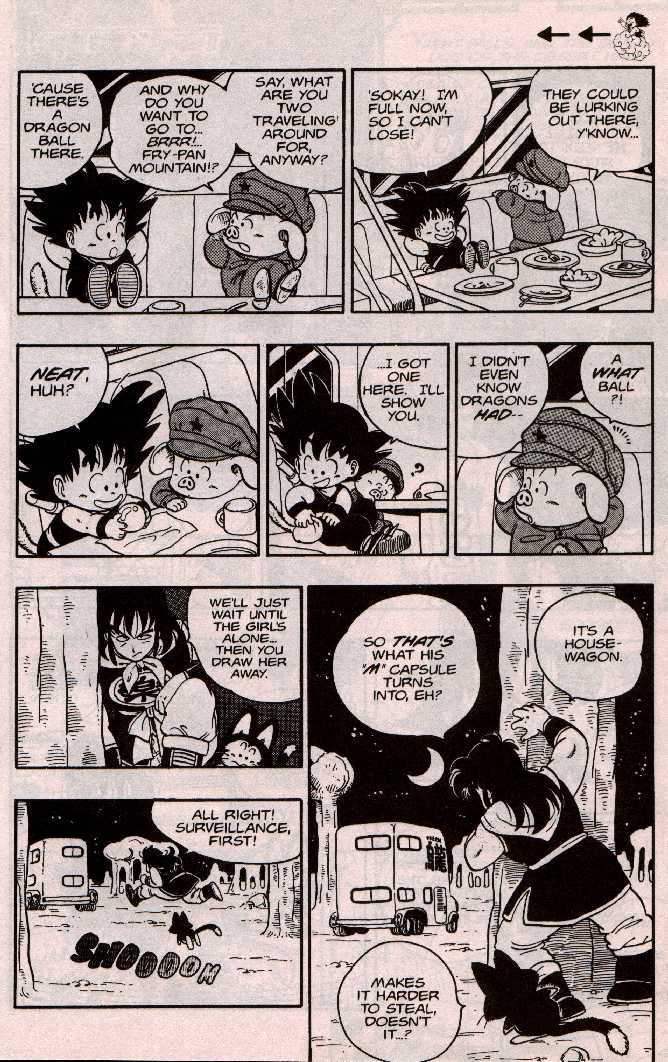 THEY COULD
BE LURKING
OUT THERE,
Y'KNOW...
'SOKAY! I'M
FULL NOW,
SO I CAN'T
LOSE!
SAY, WHAT
ARE YOU
TWO
TRAVELING'
AROUND
FOR,
ANYWAY?
AND WHY
DO YOU
WANT TO
GO TO...
BRRR!...
FRY-PAN
MOUNTAIN!?
'CAUSE
THERE'S
A
DRAGON
BALL
THERE.
A
WHAT
BALL
?!
I DIDN'T
EVEN
KNOW
DRAGONS
HAD--
...I GOT
ONE
HERE. I'LL
SHOW
YOU.
?
NEAT,
HUH?
IT'S A
HOUSE-
WAGON.
SO THAT'S
WHAT HIS
"M" CAPSULE
TURNS
INTO, EH?
MAKES
IT HARDER
TO STEAL,
DOESN'T
IT...?
WE'LL JUST
WAIT UNTIL
THE GIRL'S
ALONE...
THEN YOU
DRAW HER
AWAY.
ALL RIGHT!
SURVEILLANCE,
FIRST!
SHOOOOM